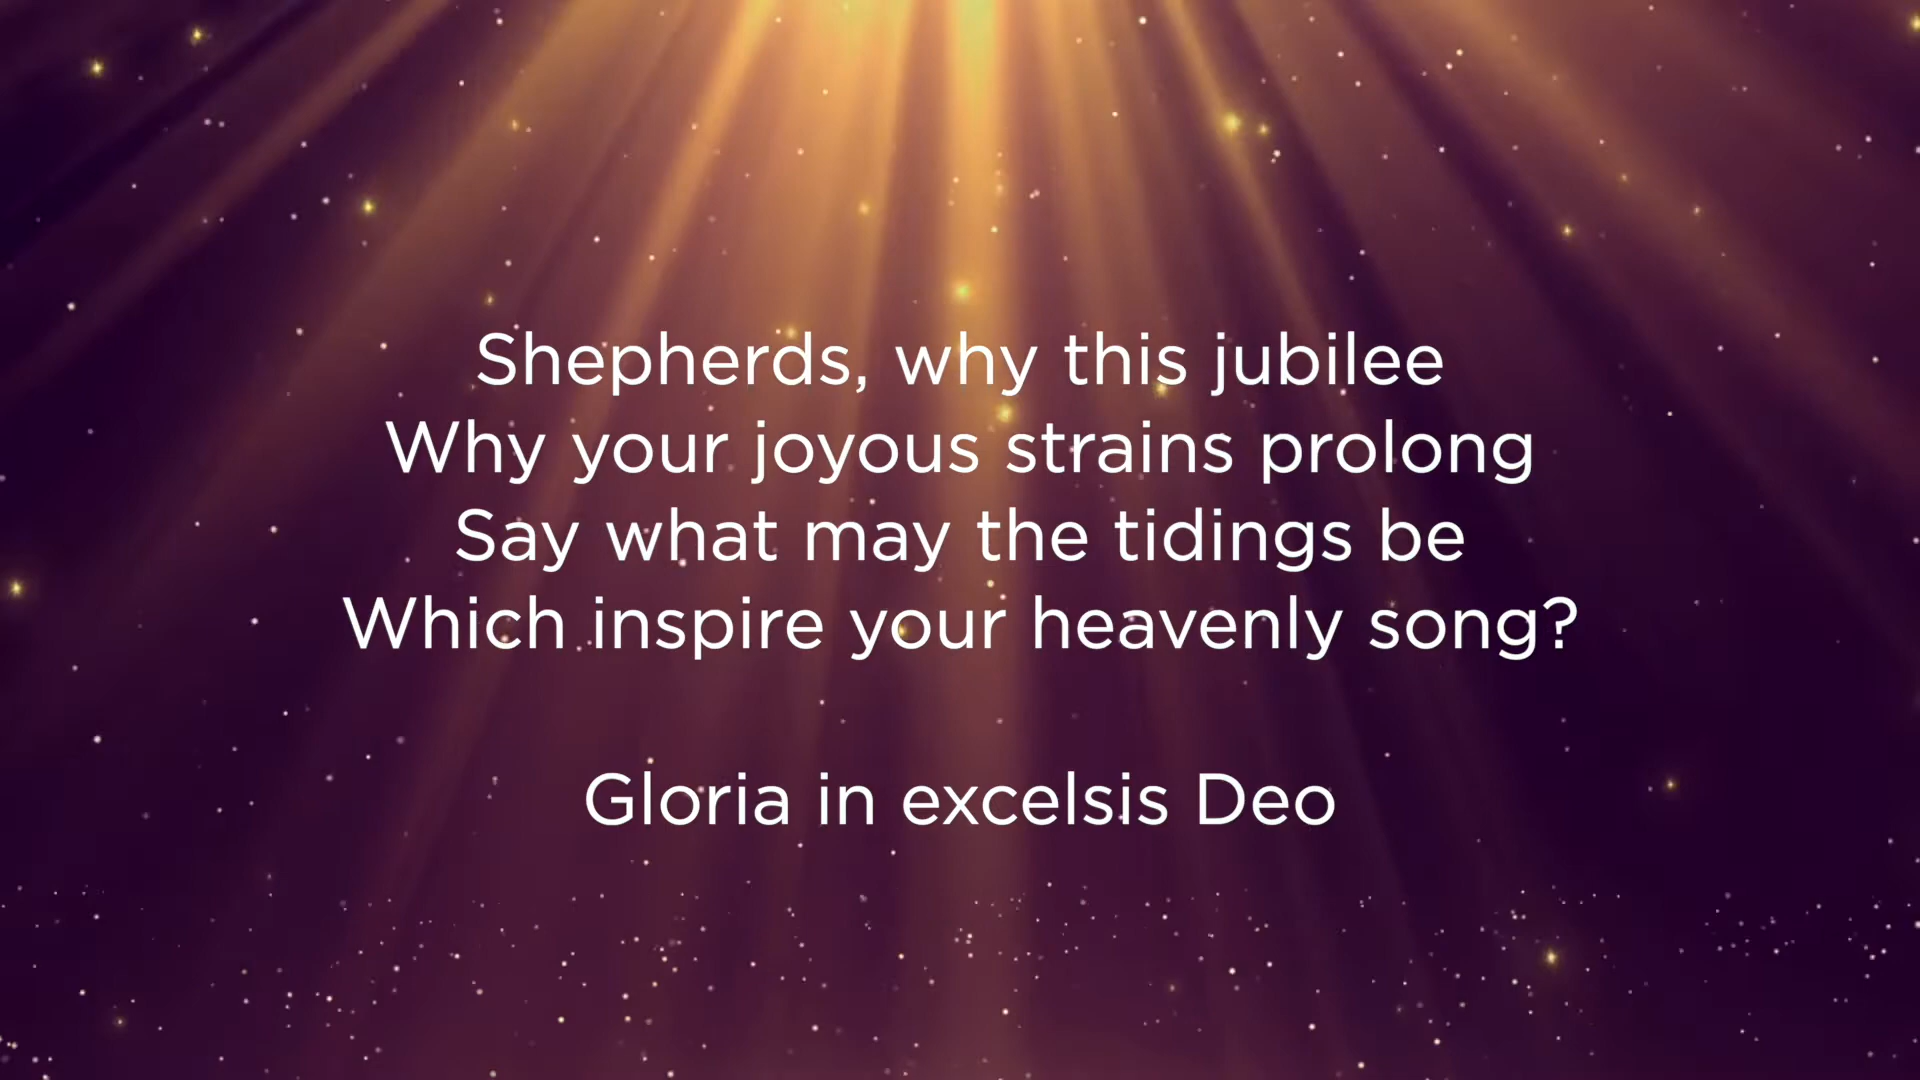 Shepherds, why this jubilee
Why your joyous strains prolong
Say what may the tidings be
Which inspire your heavenly song?
Gloria in excelsis Deo